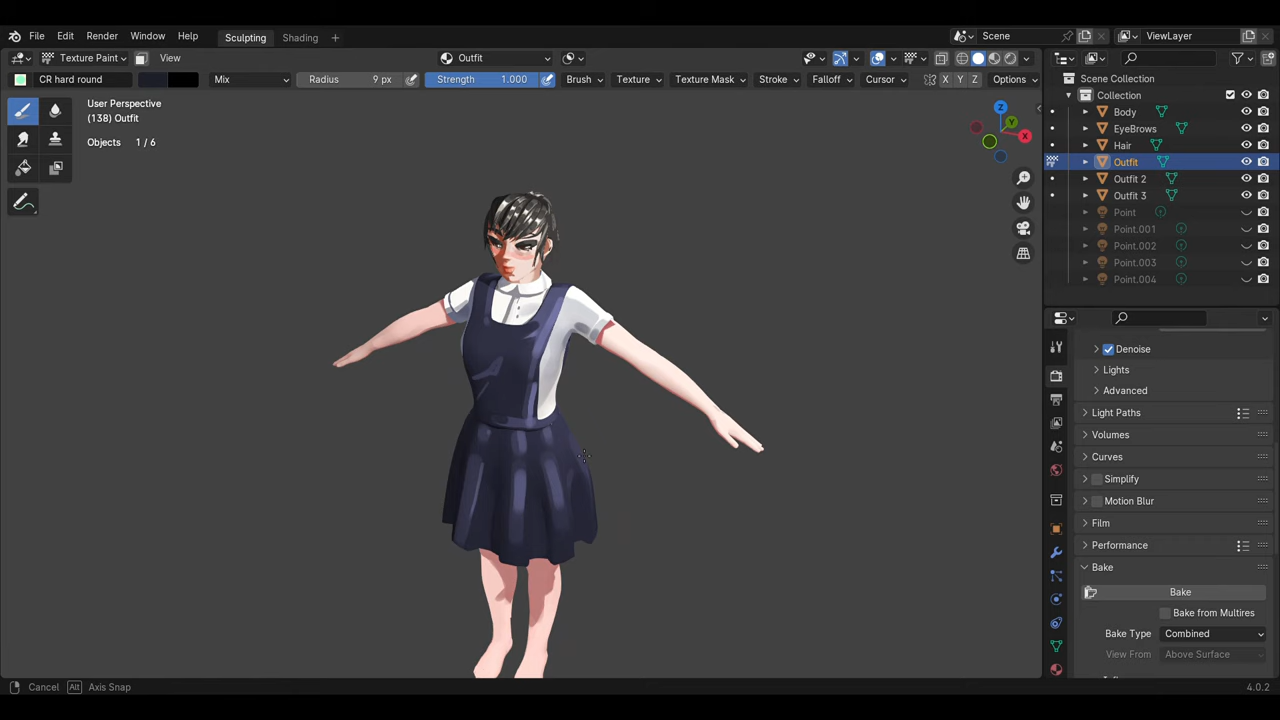 File Edit Render Window Help Sculpting Shading + Scene ViewLayer
Texture Paint View Outfit
CR hard round Mix Radius 9 px Strength 1.000 Brush Texture Texture Mask Stroke Falloff Cursor X Y Z Options
User Perspective
(138) Outfit
Objects 1 / 6
Z
Y
X
Scene Collection
Collection
Body
EyeBrows
Hair
Outfit
Outfit 2
Outfit 3
Point
Point.001
Point.002
Point.003
Point.004
Denoise
Lights
Advanced
Light Paths
Volumes
Curves
Simplify
Motion Blur
Film
Performance
Bake
Bake
Bake from Multires
Bake Type Combined
View From Above Surface
Cancel Alt Axis Snap 4.0.2